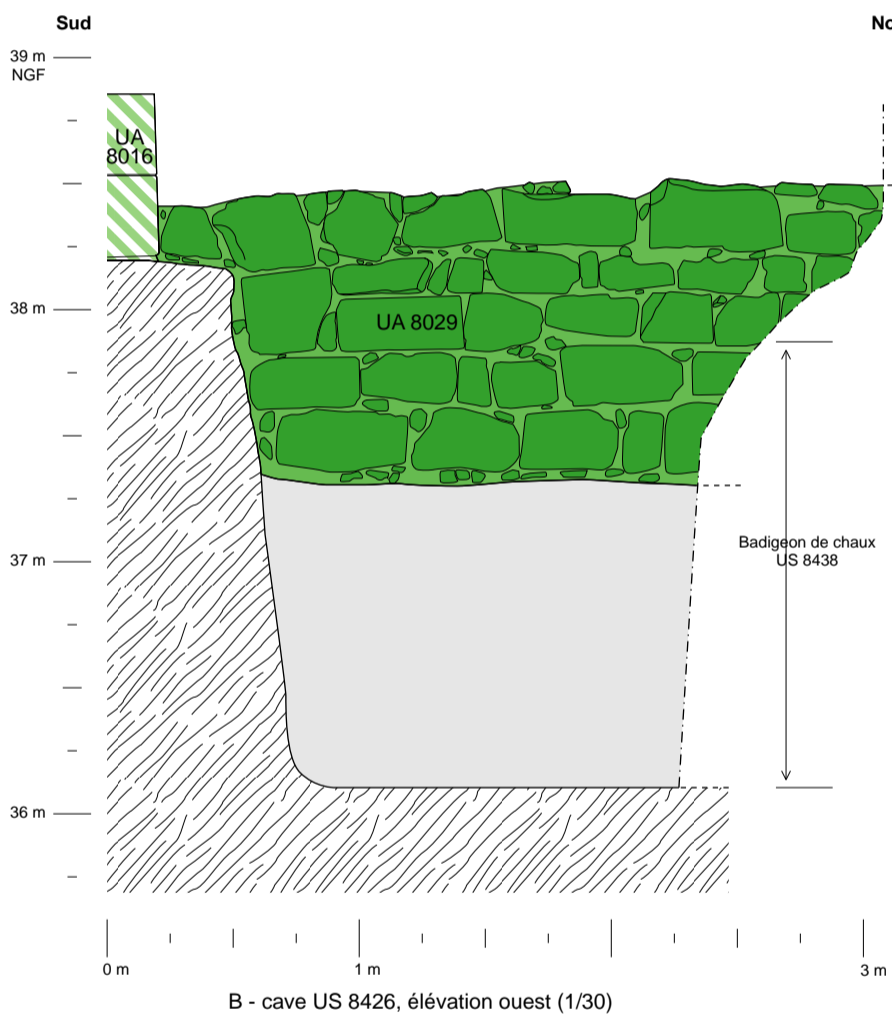 Sud
39 m
NGF
UA
8016
38 m
UA 8029
37 m
Badigeon de chaux
US 8438
36 m
0 m
1 m
3 m
B - cave US 8426, élévation ouest (1/30)